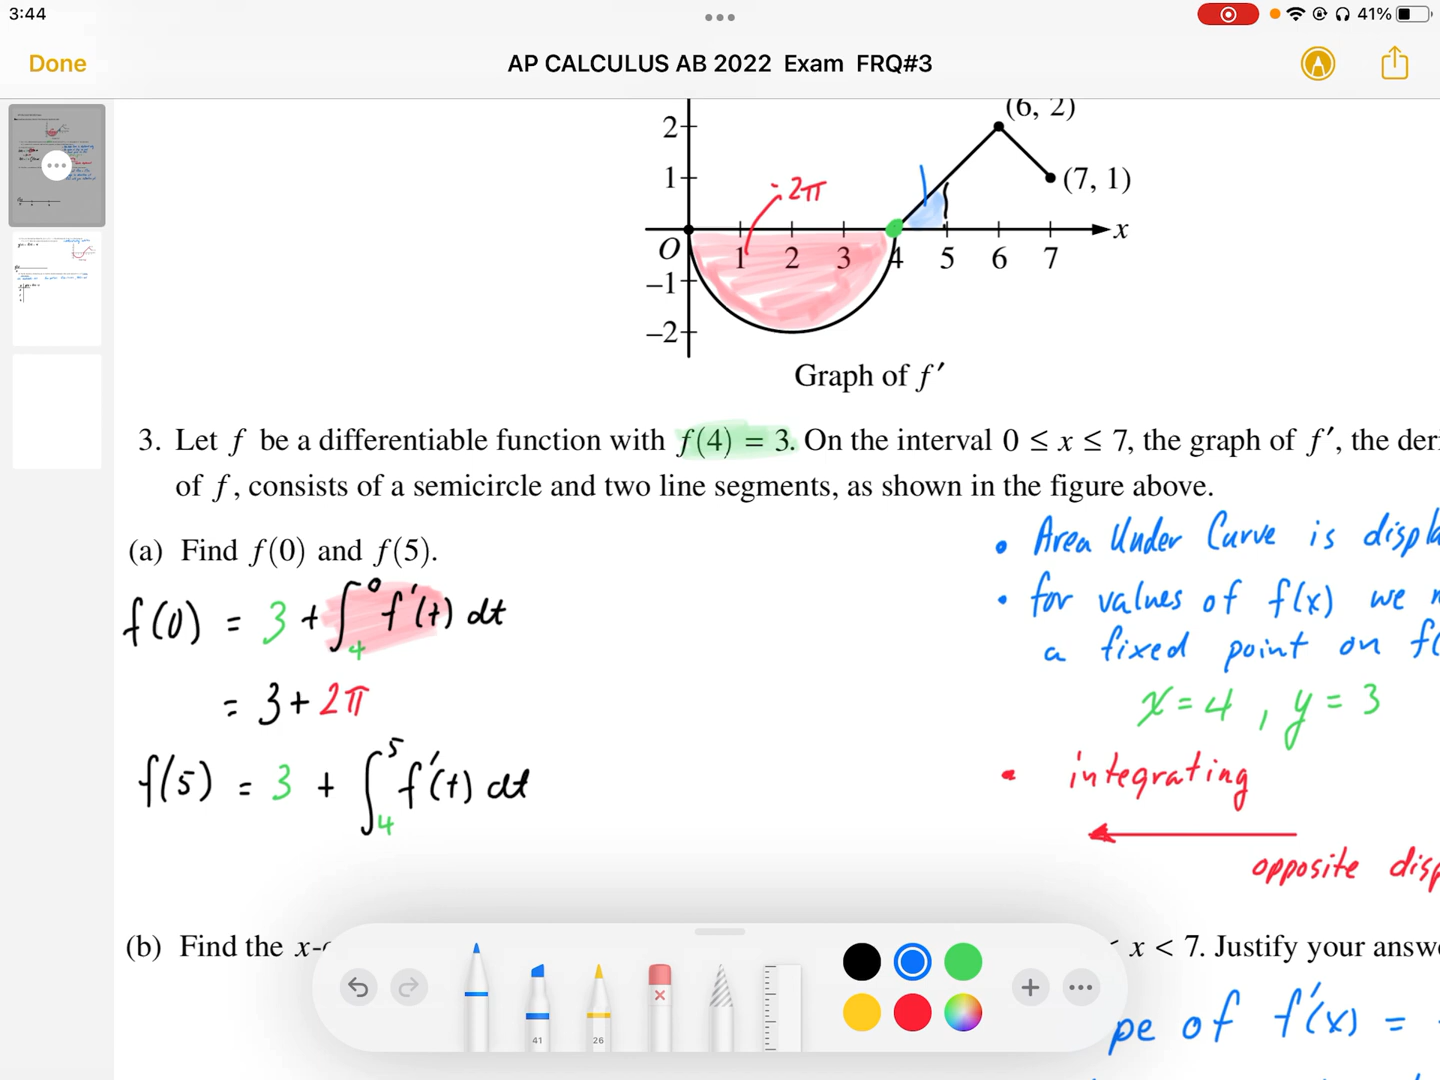 3:44
41%
Done
AP CALCULUS AB 2022 Exam FRQ#3
(6, 2)
2
1
-2π
(7, 1)
x
O
1 2 3 4 5 6 7
−1
−2
Graph of f′
3. Let f be a differentiable function with f(4) = 3. On the interval 0 ≤ x ≤ 7, the graph of f′, the deri
of f, consists of a semicircle and two line segments, as shown in the figure above.
(a) Find f(0) and f(5).
• Area Under Curve is displa
f(0) = 3 + ∫₄⁰ f′(t) dt
• for values of f(x) we
a fixed point on f(
= 3 + 2π
x = 4 , y = 3
f(5) = 3 + ∫₄⁵ f′(t) dt
• integrating
opposite disp
(b) Find the x-
x < 7. Justify your answe
41
26
pe of f′(x) =